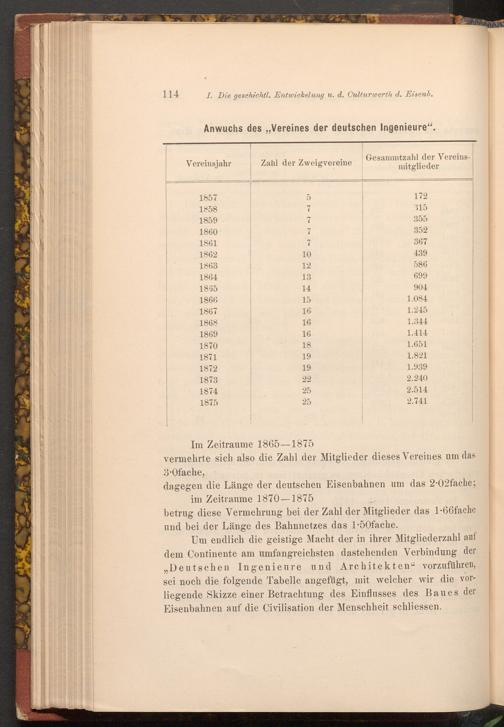 114 I. Die geschichtl. Entwickelung u. d. Culturwerth d. Eisenb.
Anwuchs des „Vereines der deutschen Ingenieure“.
Vereinsjahr Zahl der Zweigvereine Gesammtzahl der Vereins-
mitglieder
1857 5 172
1858 7 315
1859 7 355
1860 7 352
1861 7 367
1862 10 439
1863 12 586
1864 13 699
1865 14 904
1866 15 1.084
1867 16 1.245
1868 16 1.344
1869 16 1.414
1870 18 1.651
1871 19 1.821
1872 19 1.939
1873 22 2.240
1874 25 2.514
1875 25 2.741
Im Zeitraume 1865—1875
vermehrte sich also die Zahl der Mitglieder dieses Vereines um das
3·0fache,
dagegen die Länge der deutschen Eisenbahnen um das 2·02fache;
im Zeitraume 1870—1875
betrug diese Vermehrung bei der Zahl der Mitglieder das 1·66fache
und bei der Länge des Bahnnetzes das 1·50fache.
Um endlich die geistige Macht der in ihrer Mitgliederzahl auf
dem Continente am umfangreichsten dastehenden Verbindung der
„Deutschen Ingenieure und Architekten“ vorzuführen,
sei noch die folgende Tabelle angefügt, mit welcher wir die vor-
liegende Skizze einer Betrachtung des Einflusses des Baues der
Eisenbahnen auf die Civilisation der Menschheit schliessen.